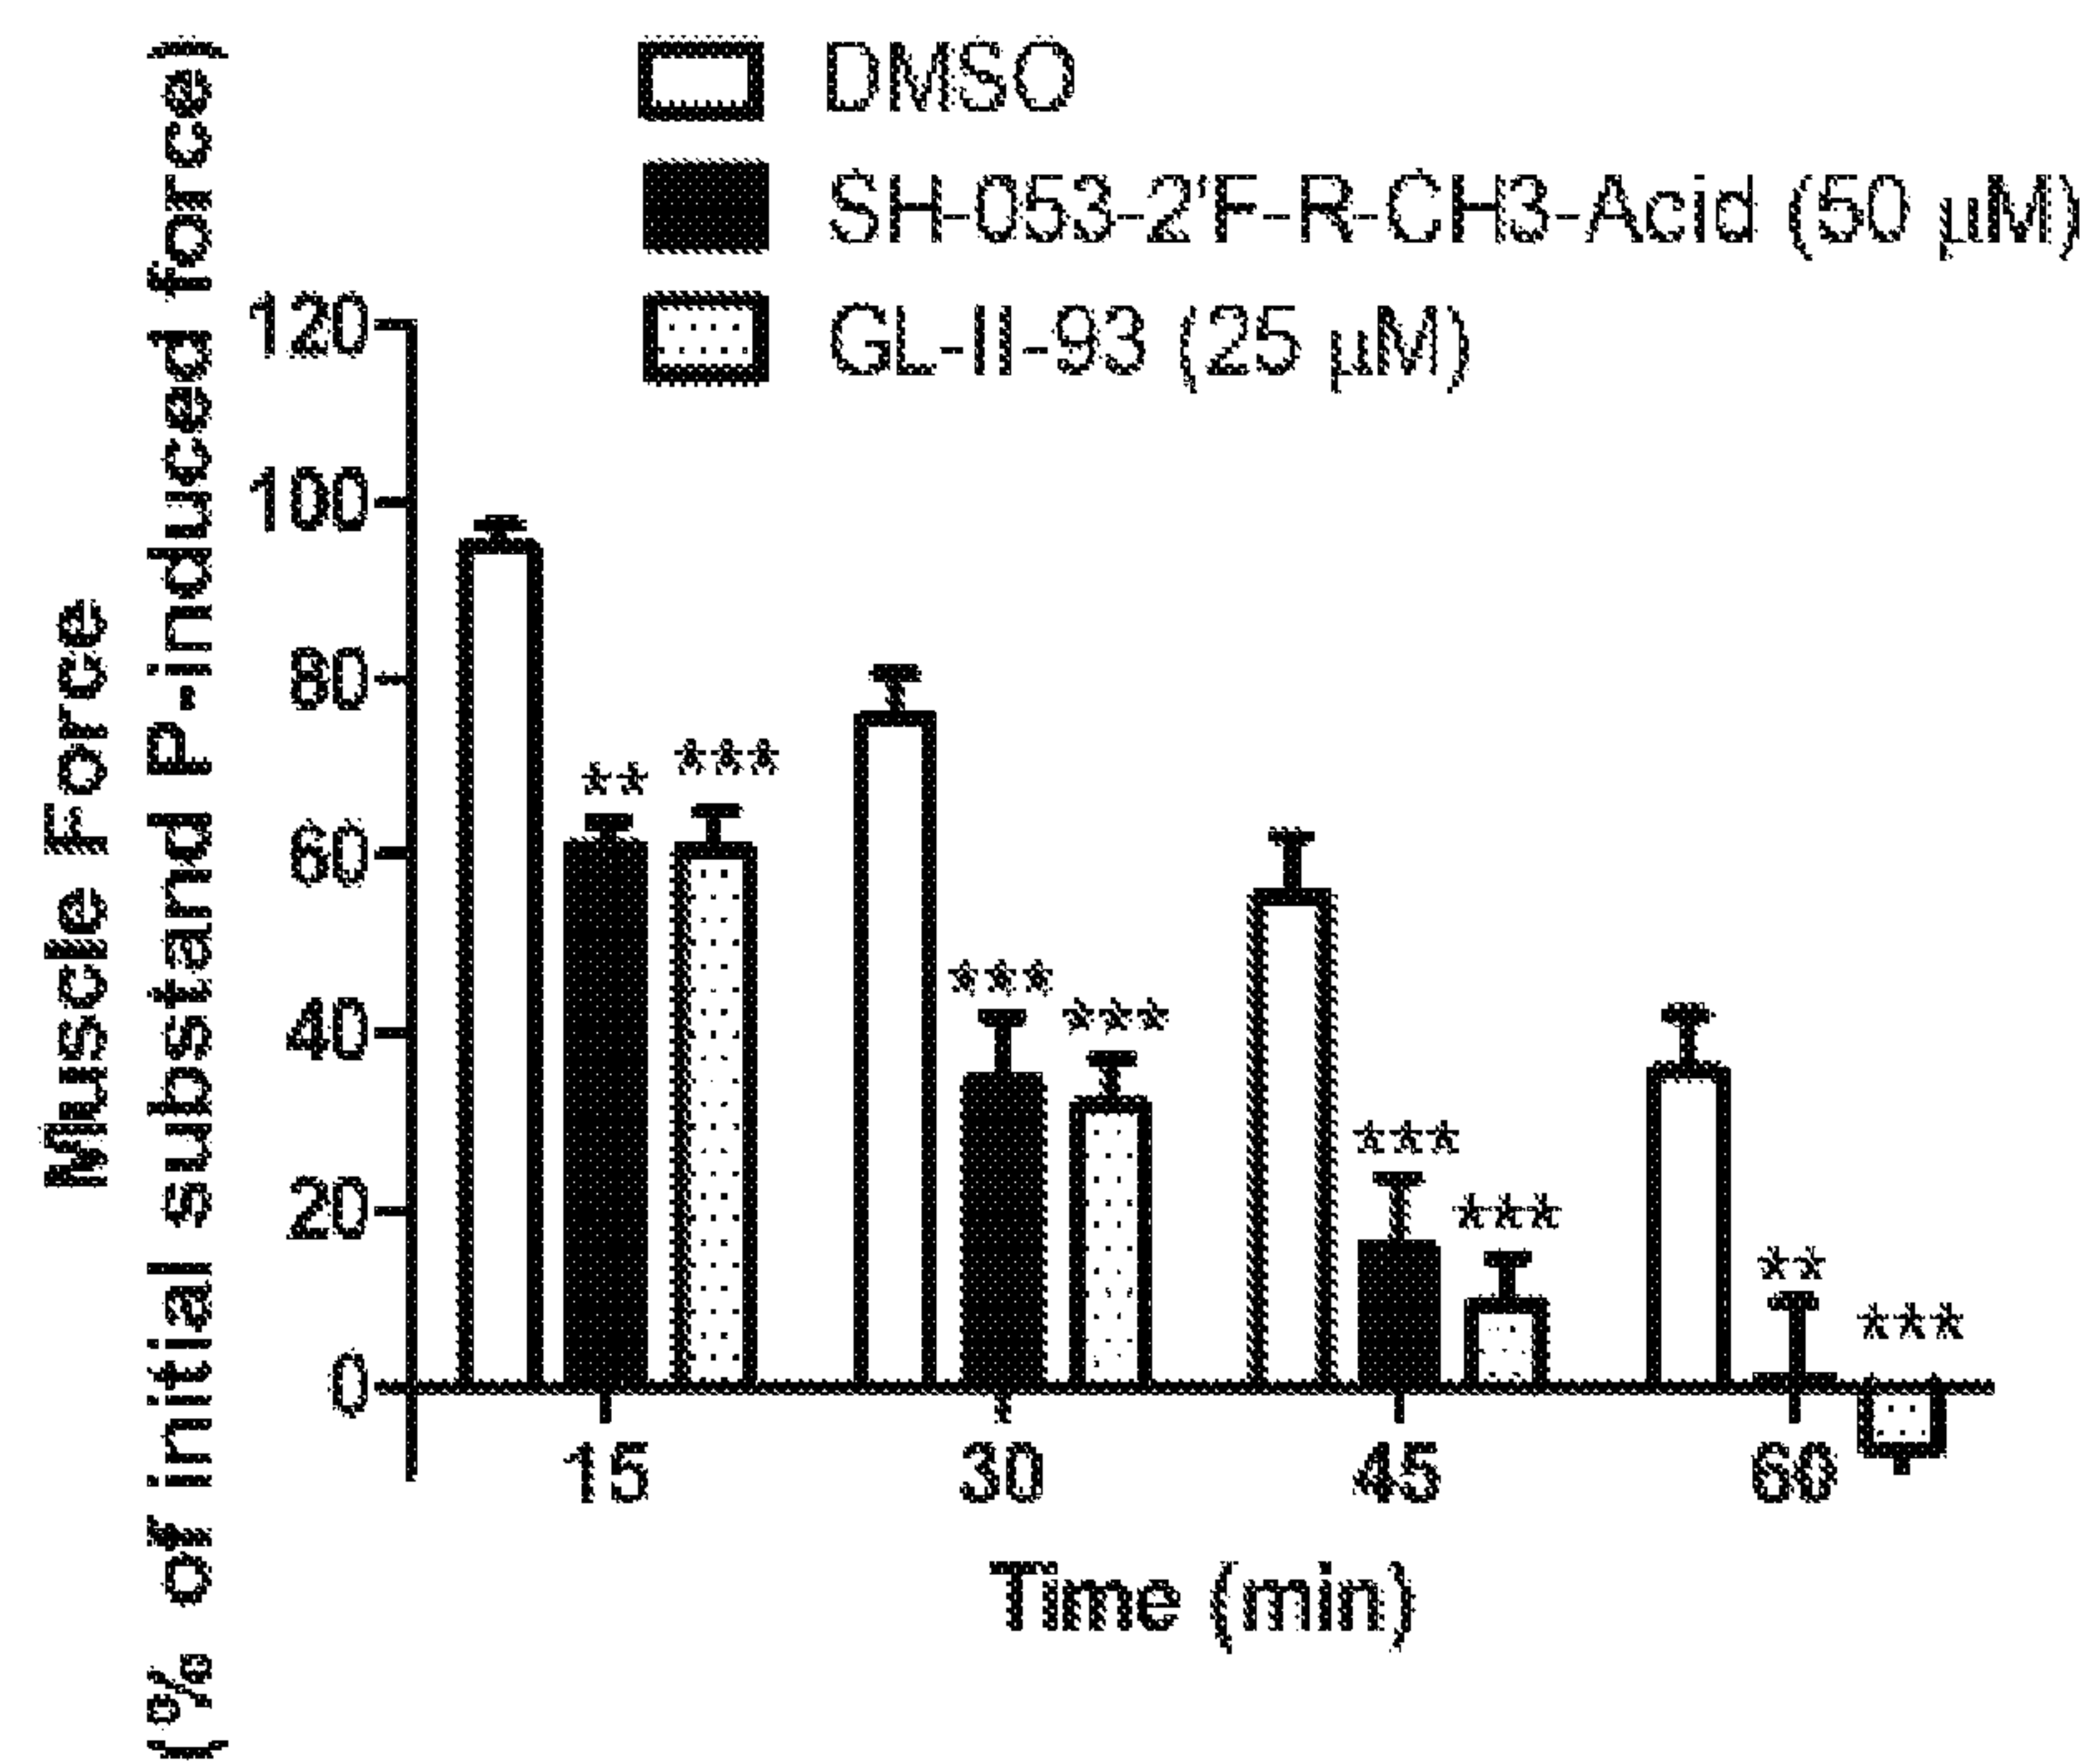 DMSO
SH-053-2'F-R-CH3-Acid (50 µM)
GL-II-93 (25 µM)
Muscle Force
(% of initial substand P-induced force)
120
100
80
60
40
20
0
** ***
*** ***
*** ***
** ***
15 30 45 60
Time (min)